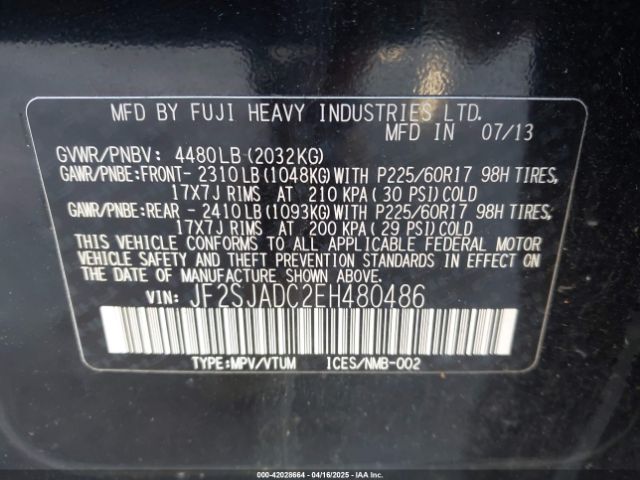 MFD BY FUJI HEAVY INDUSTRIES LTD.
MFD IN 07/13
GVWR/PNBV: 4480LB(2032KG)
GAWR/PNBE:FRONT- 2310LB(1048KG)WITH P225/60R17 98H TIRES,
17X7J RIMS AT 210 KPA(30 PSI)COLD
GAWR/PNBE:REAR - 2410LB(1093KG)WITH P225/60R17 98H TIRES,
17X7J RIMS AT 200 KPA(29 PSI)COLD
THIS VEHICLE CONFORMS TO ALL APPLICABLE FEDERAL MOTOR
VEHICLE SAFETY AND THEFT PREVENTION STANDARDS IN EFFECT ON
THE DATE OF MANUFACTURE SHOWN ABOVE.
VIN: JF2SJADC2EH480486
TYPE:MPV/VTUM ICES/NMB-002
000-42028664 - 04/16/2025 - IAAI.COM